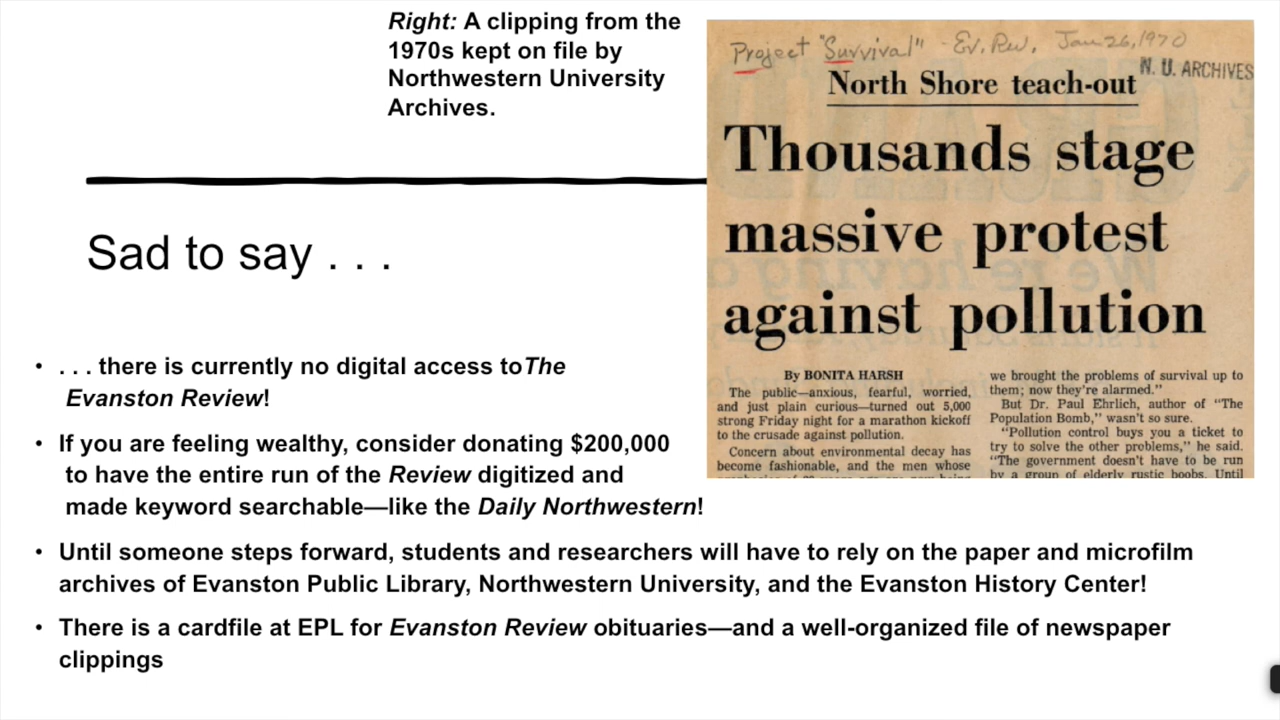 Right: A clipping from the
1970s kept on file by
Northwestern University
Archives.
Project "Survival" - Ev. Rev. Jan 26, 1970
N. U. ARCHIVES
North Shore teach-out
Thousands stage
massive protest
against pollution
By BONITA HARSH
The public—anxious, fearful, worried,
and just plain curious—turned out 5,000
strong Friday night for a marathon kickoff
to the crusade against pollution.
Concern about environmental decay has
become fashionable, and the men whose
we brought the problems of survival up to
them; now they're alarmed."
But Dr. Paul Ehrlich, author of "The
Population Bomb," wasn't so sure.
"Pollution control buys you a ticket to
try to solve the other problems," he said.
"The government doesn't have to be run
by a group of elderly rustic boobs. Until
Sad to say . . .
• . . . there is currently no digital access toThe
Evanston Review!
• If you are feeling wealthy, consider donating $200,000
to have the entire run of the Review digitized and
made keyword searchable—like the Daily Northwestern!
• Until someone steps forward, students and researchers will have to rely on the paper and microfilm
archives of Evanston Public Library, Northwestern University, and the Evanston History Center!
• There is a cardfile at EPL for Evanston Review obituaries—and a well-organized file of newspaper
clippings